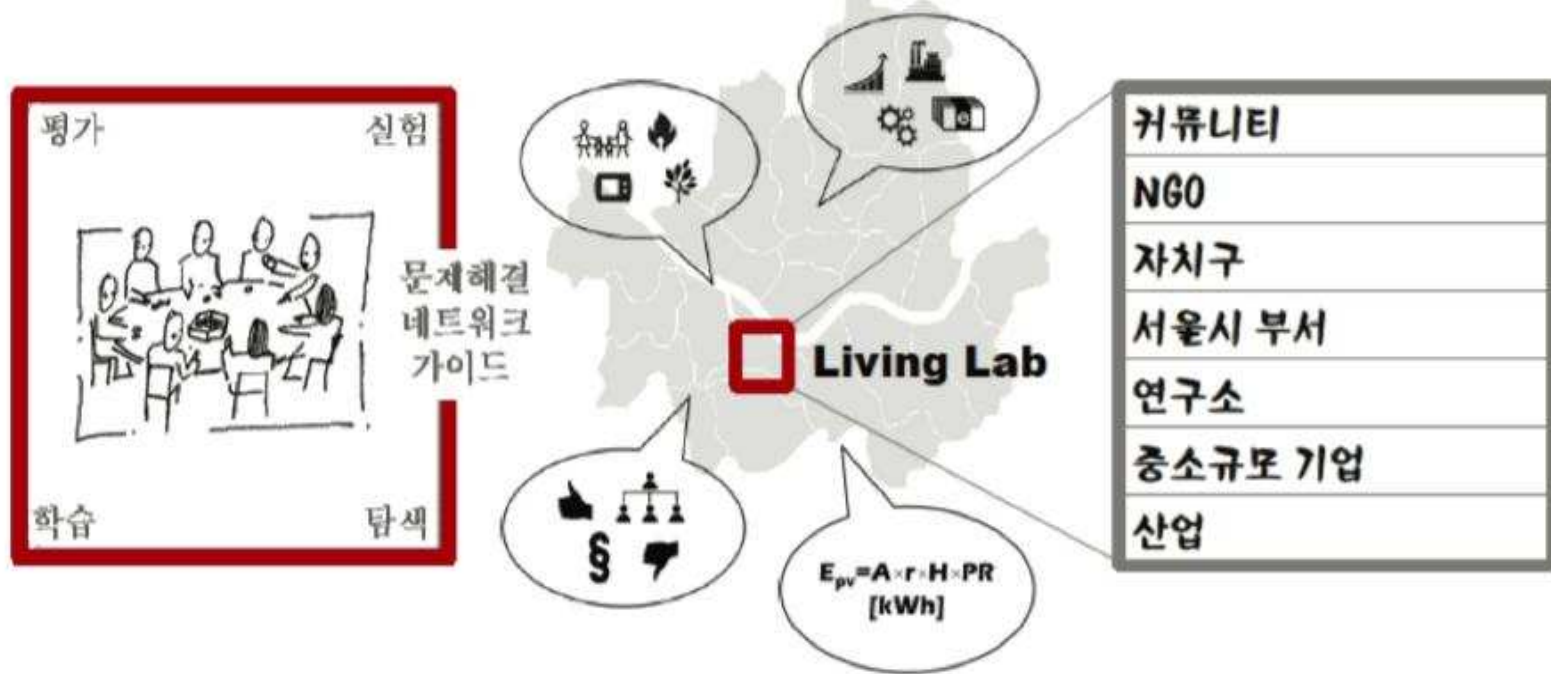 평가
실험
문제해결
네트워크
가이드
학습
탐색
Living Lab
§
E_pv=A×r×H×PR
[kWh]
커뮤니티
NGO
자치구
서울시 부서
연구소
중소규모 기업
산업